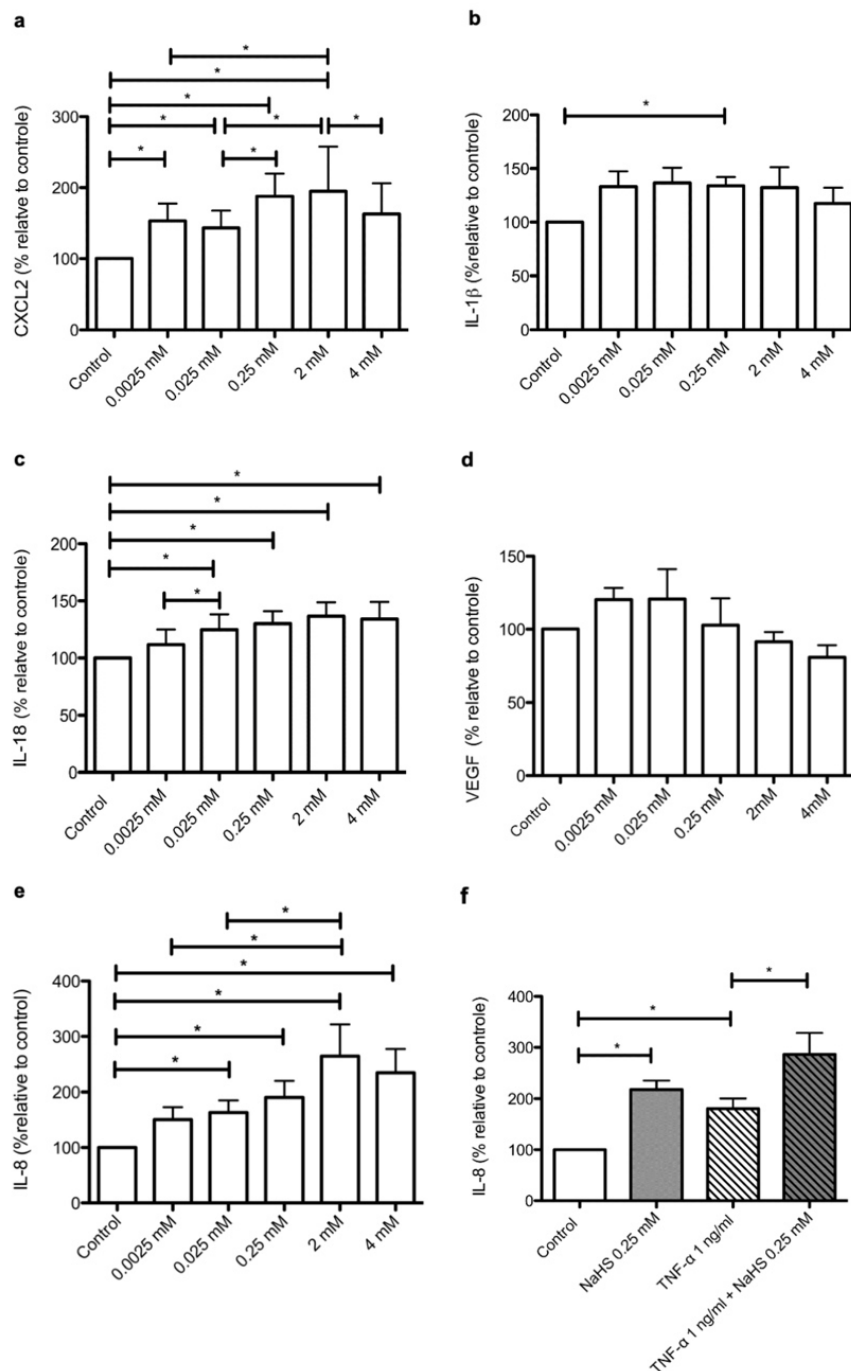 a
*
*
*
* * *
* *
CXCL2 (% relative to controle)
300
200
100
0
Control
0.0025 mM
0.025 mM
0.25 mM
2 mM
4 mM
b
*
IL-1β (%relative to controle)
200
150
100
50
0
Control
0.0025 mM
0.025 mM
0.25 mM
2 mM
4 mM
c
*
*
*
*
*
IL-18 (% relatve to controle)
200
150
100
50
0
Control
0.0025 mM
0.025 mM
0.25 mM
2 mM
4 mM
d
VEGF (% relatve to controle)
150
100
50
0
Control
0.0025 mM
0.025 mM
0.25 mM
2mM
4mM
e
*
*
*
*
*
*
IL-8 (%relative to control)
400
300
200
100
0
Control
0.0025 mM
0.025 mM
0.25 mM
2 mM
4 mM
f
*
*
*
IL-8 (% relative to controle)
400
300
200
100
0
Control
NaHS 0.25 mM
TNF-α 1 ng/ml
TNF-α 1 ng/ml + NaHS 0.25 mM